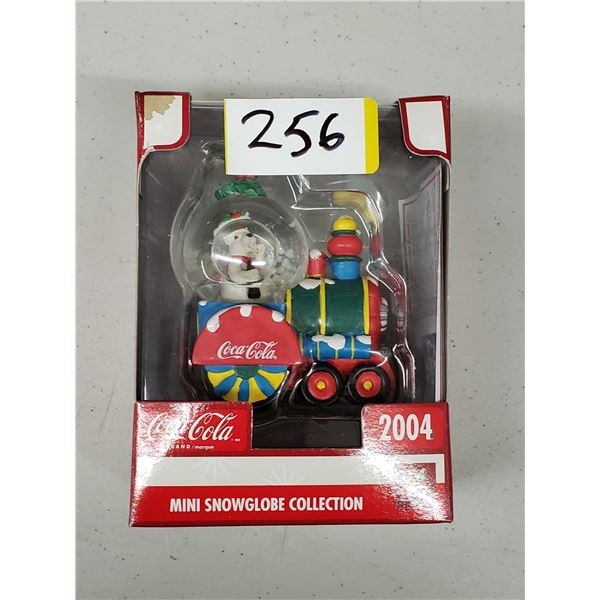 256
Coca-Cola
Coca-Cola
BRAND / marque
2004
MINI SNOWGLOBE COLLECTION